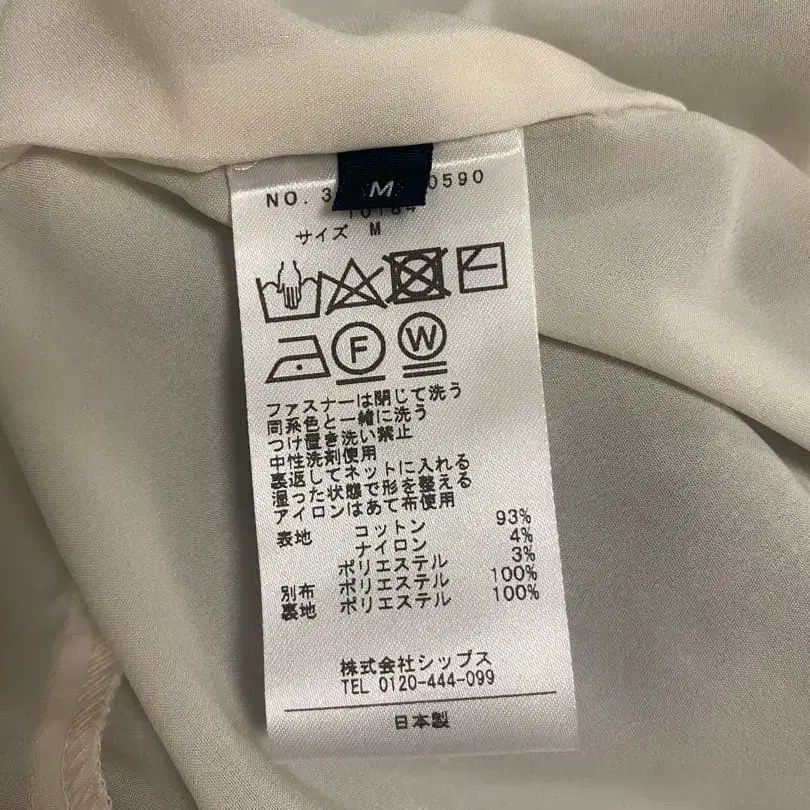 M
NO. 3 0590
サイズ M
F W
ファスナーは閉じて洗う
同系色と一緒に洗う
つけ置き洗い禁止
中性洗剤使用
裏返してネットに入れる
湿った状態で形を整える
アイロンはあて布使用
表地 コットン 93%
ナイロン 4%
ポリエステル 3%
別布 ポリエステル 100%
裏地 ポリエステル 100%
株式会社シップス
TEL 0120-444-099
日本製